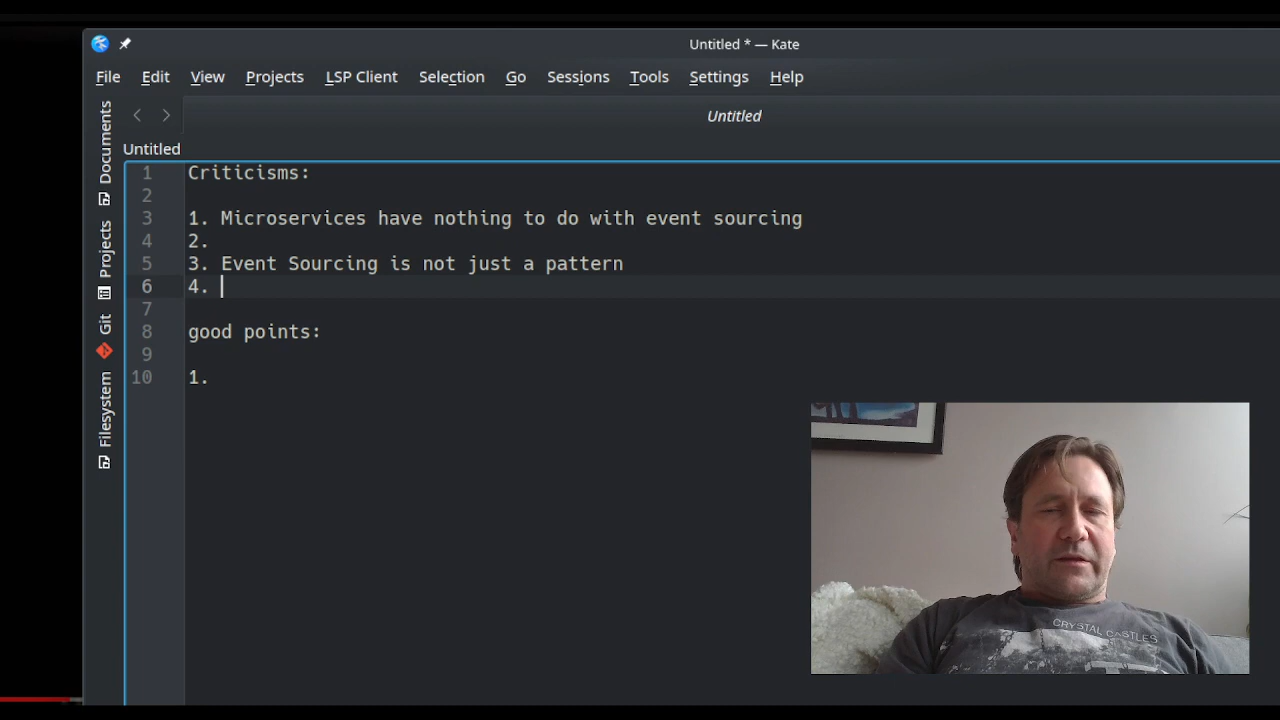 Untitled * — Kate
File Edit View Projects LSP Client Selection Go Sessions Tools Settings Help
Untitled
Untitled
Documents
Projects
Git
Filesystem
1 Criticisms:
2
3 1. Microservices have nothing to do with event sourcing
4 2.
5 3. Event Sourcing is not just a pattern
6 4.
7
8 good points:
9
10 1.
CRYSTAL CASTLES